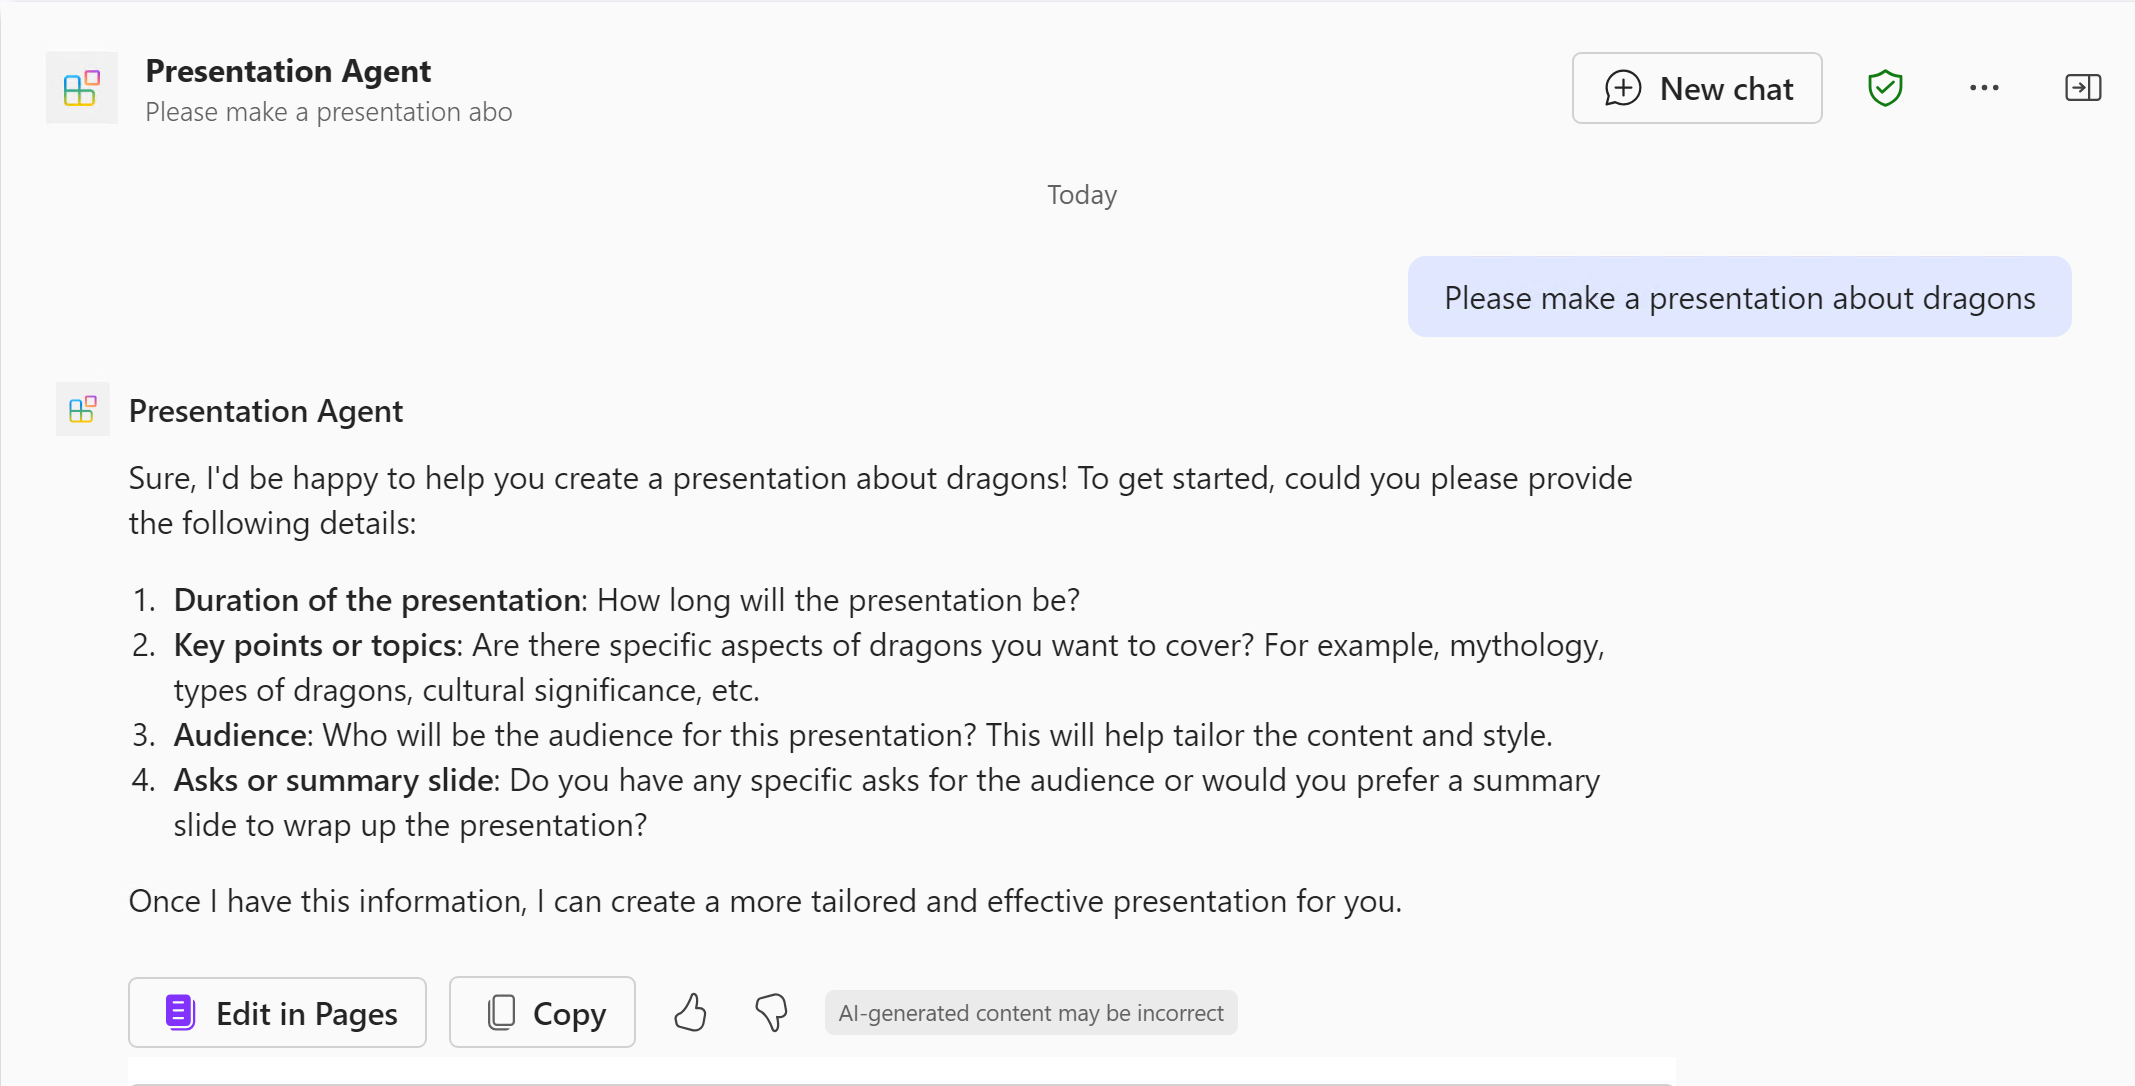 Presentation Agent
Please make a presentation abo
New chat
Today
Please make a presentation about dragons
Presentation Agent
Sure, I'd be happy to help you create a presentation about dragons! To get started, could you please provide
the following details:
1. Duration of the presentation: How long will the presentation be?
2. Key points or topics: Are there specific aspects of dragons you want to cover? For example, mythology,
types of dragons, cultural significance, etc.
3. Audience: Who will be the audience for this presentation? This will help tailor the content and style.
4. Asks or summary slide: Do you have any specific asks for the audience or would you prefer a summary
slide to wrap up the presentation?
Once I have this information, I can create a more tailored and effective presentation for you.
Edit in Pages
Copy
AI-generated content may be incorrect